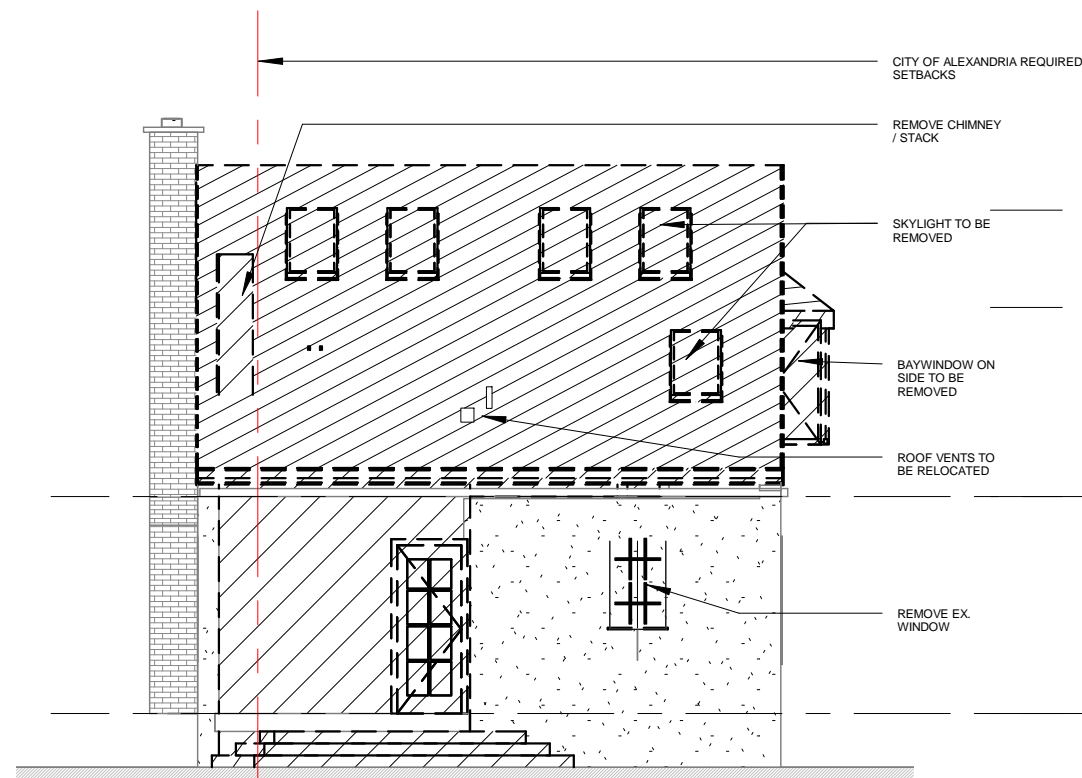 CITY OF ALEXANDRIA REQUIRED
SETBACKS
REMOVE CHIMNEY
/ STACK
SKYLIGHT TO BE
REMOVED
BAYWINDOW ON
SIDE TO BE
REMOVED
ROOF VENTS TO
BE RELOCATED
REMOVE EX.
WINDOW